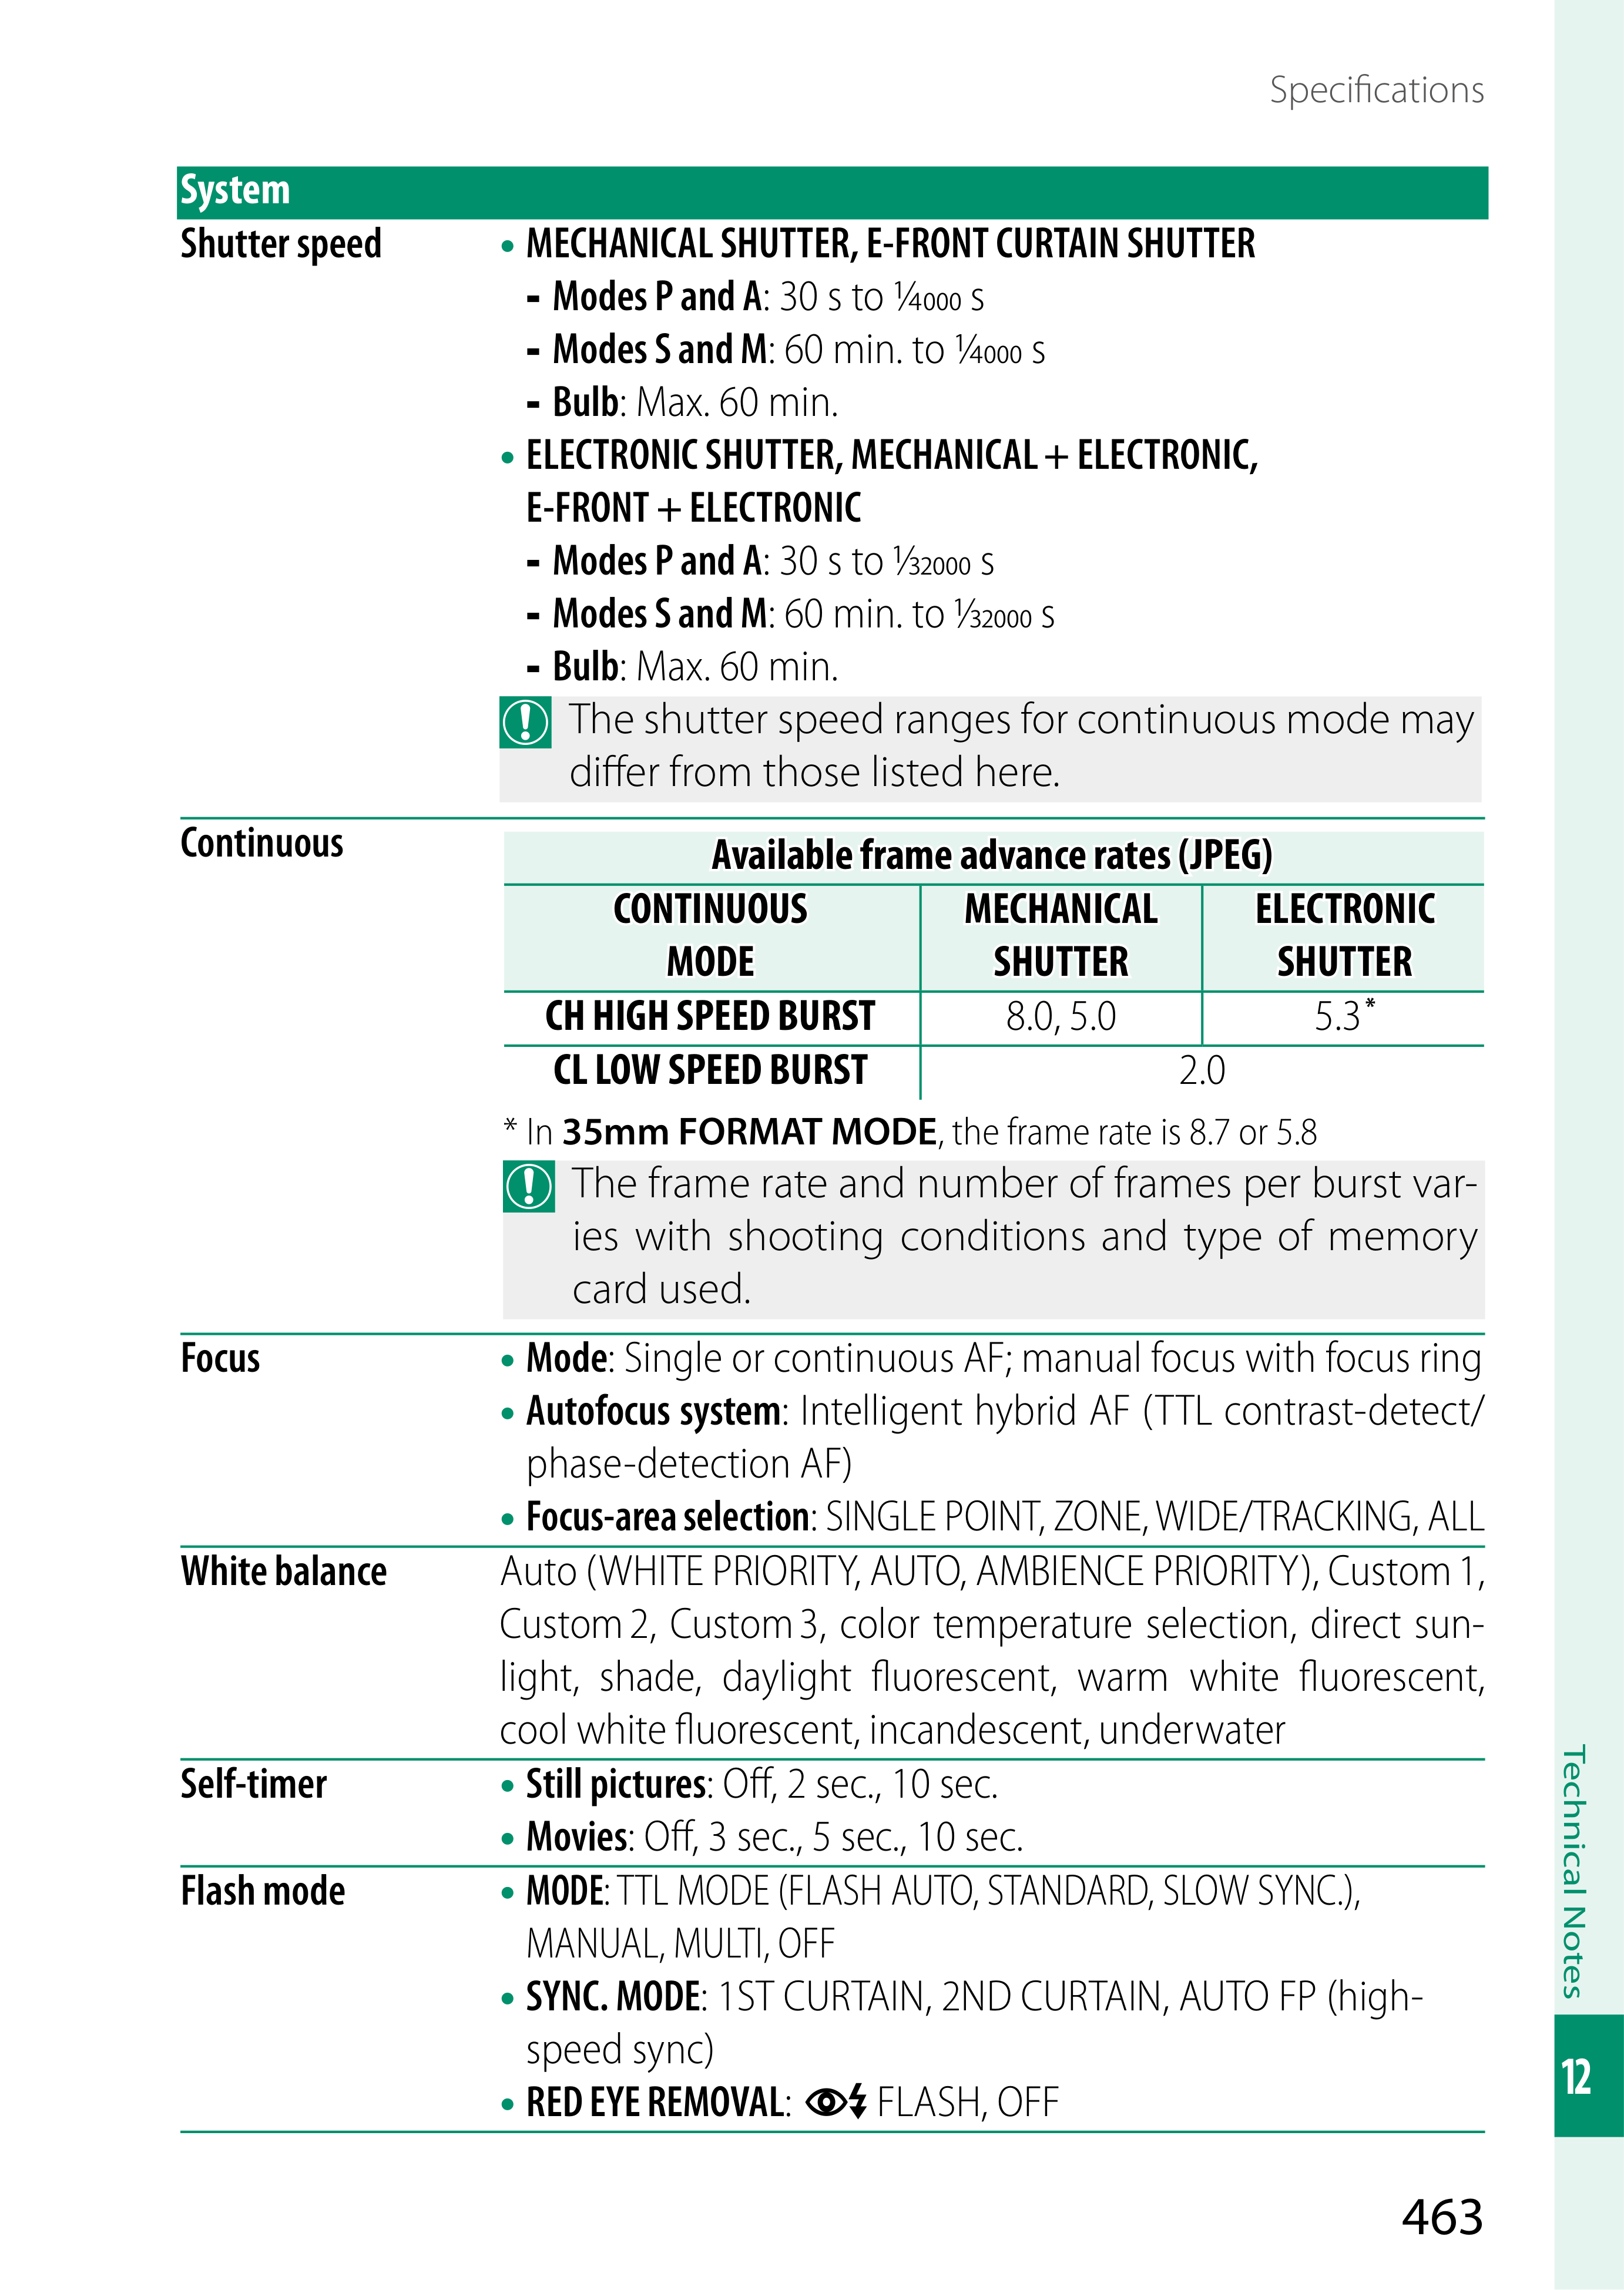 Specifications
System
Shutter speed
• MECHANICAL SHUTTER, E-FRONT CURTAIN SHUTTER
- Modes P and A: 30 s to 1/4000 s
- Modes S and M: 60 min. to 1/4000 s
- Bulb: Max. 60 min.
• ELECTRONIC SHUTTER, MECHANICAL + ELECTRONIC,
E-FRONT + ELECTRONIC
- Modes P and A: 30 s to 1/32000 s
- Modes S and M: 60 min. to 1/32000 s
- Bulb: Max. 60 min.
The shutter speed ranges for continuous mode may
differ from those listed here.
Continuous
Available frame advance rates (JPEG)
CONTINUOUS MODE
MECHANICAL SHUTTER
ELECTRONIC SHUTTER
CH HIGH SPEED BURST 8.0, 5.0 5.3*
CL LOW SPEED BURST 2.0
* In 35mm FORMAT MODE, the frame rate is 8.7 or 5.8
The frame rate and number of frames per burst var-
ies with shooting conditions and type of memory
card used.
Focus
• Mode: Single or continuous AF; manual focus with focus ring
• Autofocus system: Intelligent hybrid AF (TTL contrast-detect/
phase-detection AF)
• Focus-area selection: SINGLE POINT, ZONE, WIDE/TRACKING, ALL
White balance
Auto (WHITE PRIORITY, AUTO, AMBIENCE PRIORITY), Custom 1,
Custom 2, Custom 3, color temperature selection, direct sun-
light, shade, daylight fluorescent, warm white fluorescent,
cool white fluorescent, incandescent, underwater
Self-timer
• Still pictures: Off, 2 sec., 10 sec.
• Movies: Off, 3 sec., 5 sec., 10 sec.
Flash mode
• MODE: TTL MODE (FLASH AUTO, STANDARD, SLOW SYNC.),
MANUAL, MULTI, OFF
• SYNC. MODE: 1ST CURTAIN, 2ND CURTAIN, AUTO FP (high-
speed sync)
• RED EYE REMOVAL: FLASH, OFF
Technical Notes
12
463